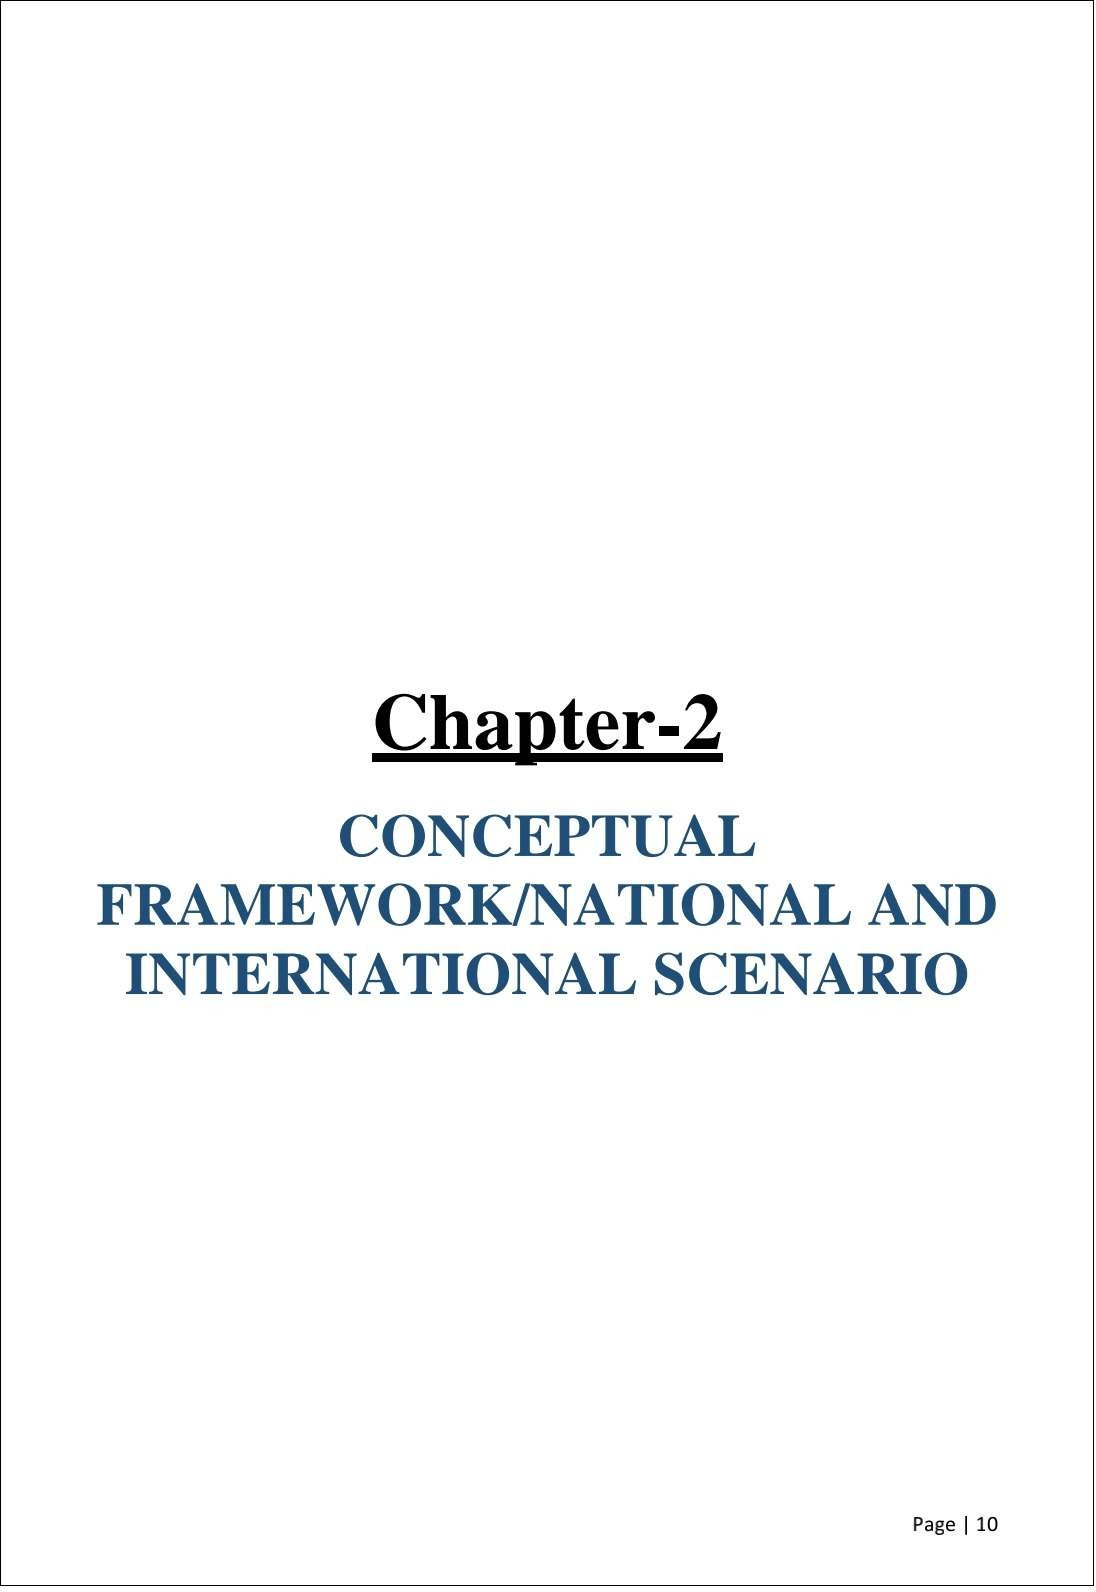 Chapter-2
CONCEPTUAL
FRAMEWORK/NATIONAL AND
INTERNATIONAL SCENARIO
Page | 10